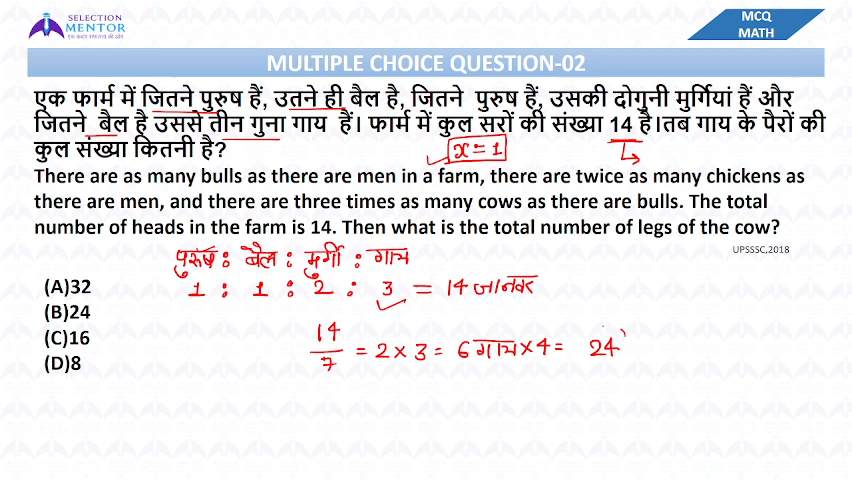 SELECTION
MENTOR
एक कदम सफलता की ओर
MCQ
MATH
MULTIPLE CHOICE QUESTION-02
एक फार्म में जितने पुरुष हैं, उतने ही बैल है, जितने पुरुष हैं, उसकी दोगुनी मुर्गियां हैं और
जितने बैल है उससे तीन गुना गाय हैं। फार्म में कुल सरों की संख्या 14 है।तब गाय के पैरों की
कुल संख्या कितनी है?
x = 1
There are as many bulls as there are men in a farm, there are twice as many chickens as
there are men, and there are three times as many cows as there are bulls. The total
number of heads in the farm is 14. Then what is the total number of legs of the cow?
UPSSSC,2018
पुरुष : बैल : मुर्गी : गाय
1 : 1 : 2 : 3 = 14 जानवर
14/7 = 2 × 3 = 6 गाय × 4 = 24
(A)32
(B)24
(C)16
(D)8